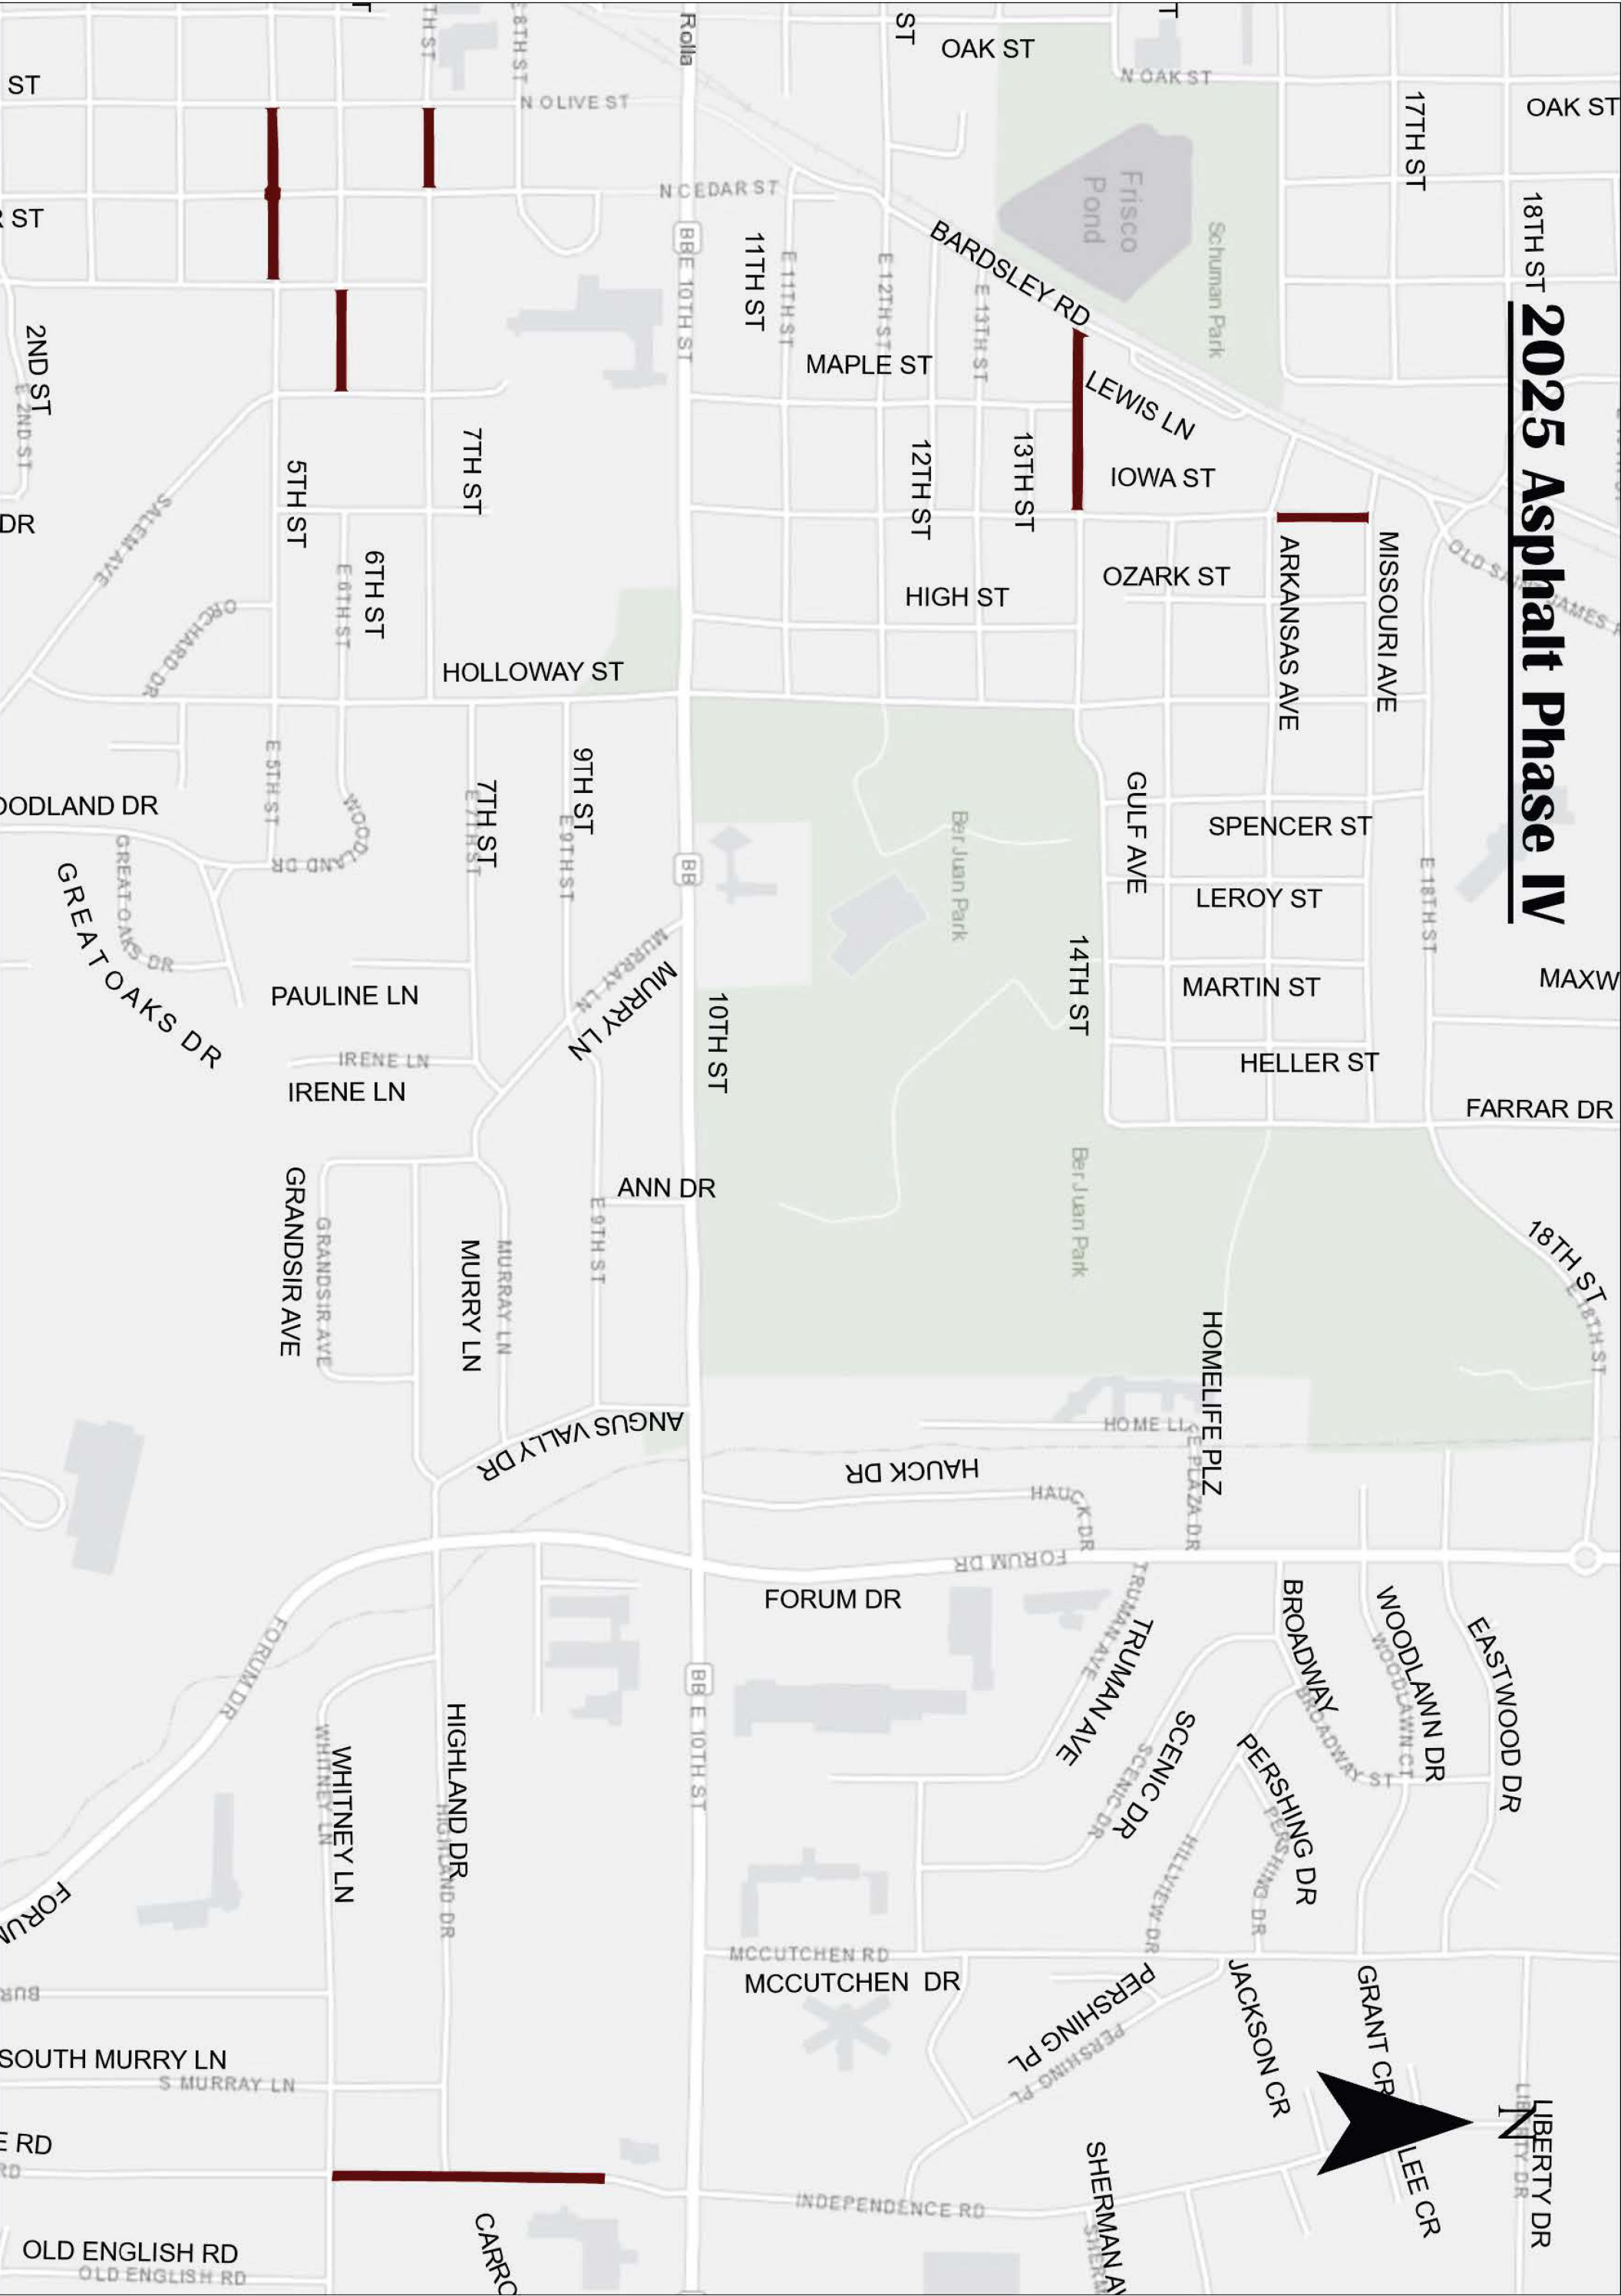 2025 Asphalt Phase IV
N
ST
OAK ST
N OAK ST
OAK ST
17TH ST
18TH ST
ST
N OLIVE ST
TH ST
8TH ST
Rolla
ST
N CEDAR ST
BB E 10TH ST
11TH ST
E 11TH ST
E 12TH ST
E 13TH ST
BARDSLEY RD
Frisco
Pond
Schuman Park
2ND ST
E 2ND ST
MAPLE ST
LEWIS LN
IOWA ST
12TH ST
13TH ST
7TH ST
5TH ST
DR
SALEM AVE
6TH ST
E 6TH ST
ORCHARD DR
HIGH ST
OZARK ST
ARKANSAS AVE
MISSOURI AVE
HOLLOWAY ST
E 5TH ST
9TH ST
E 9TH ST
7TH ST
E 7TH ST
WOODLAND DR
GREAT OAKS DR
GREAT OAKS DR
BB
Ber Juan Park
GULF AVE
SPENCER ST
LEROY ST
E 18TH ST
MARTIN ST
MAXW
14TH ST
10TH ST
MURRAY LN
MURRY LN
PAULINE LN
IRENE LN
IRENE LN
HELLER ST
FARRAR DR
ANN DR
E 9TH ST
Ber Juan Park
18TH ST
E 18TH ST
GRANDSIR AVE
GRANDSIR AVE
MURRY LN
MURRAY LN
HOMELIFE PLZ
ANGUS VALLY DR
HAUCK DR
HAUCK DR
FORUM DR
FORUM DR
FORUM DR
TRUMAN AVE
TRUMAN AVE
BROADWAY
BROADWAY ST
WOODLAWN DR
WOODLAWN CT
EASTWOOD DR
BB E 10TH ST
HIGHLAND DR
HIGHLAND DR
WHITNEY LN
WHITNEY LN
SCENIC DR
SCENIC DR
PERSHING DR
PERSHING DR
HILLVIEW DR
MCCUTCHEN RD
MCCUTCHEN DR
PERSHING PL
PERSHING PL
JACKSON CR
GRANT CR
LEE CR
LIBERTY DR
LIBERTY DR
SOUTH MURRY LN
S MURRAY LN
RD
INDEPENDENCE RD
OLD ENGLISH RD
OLD ENGLISH RD